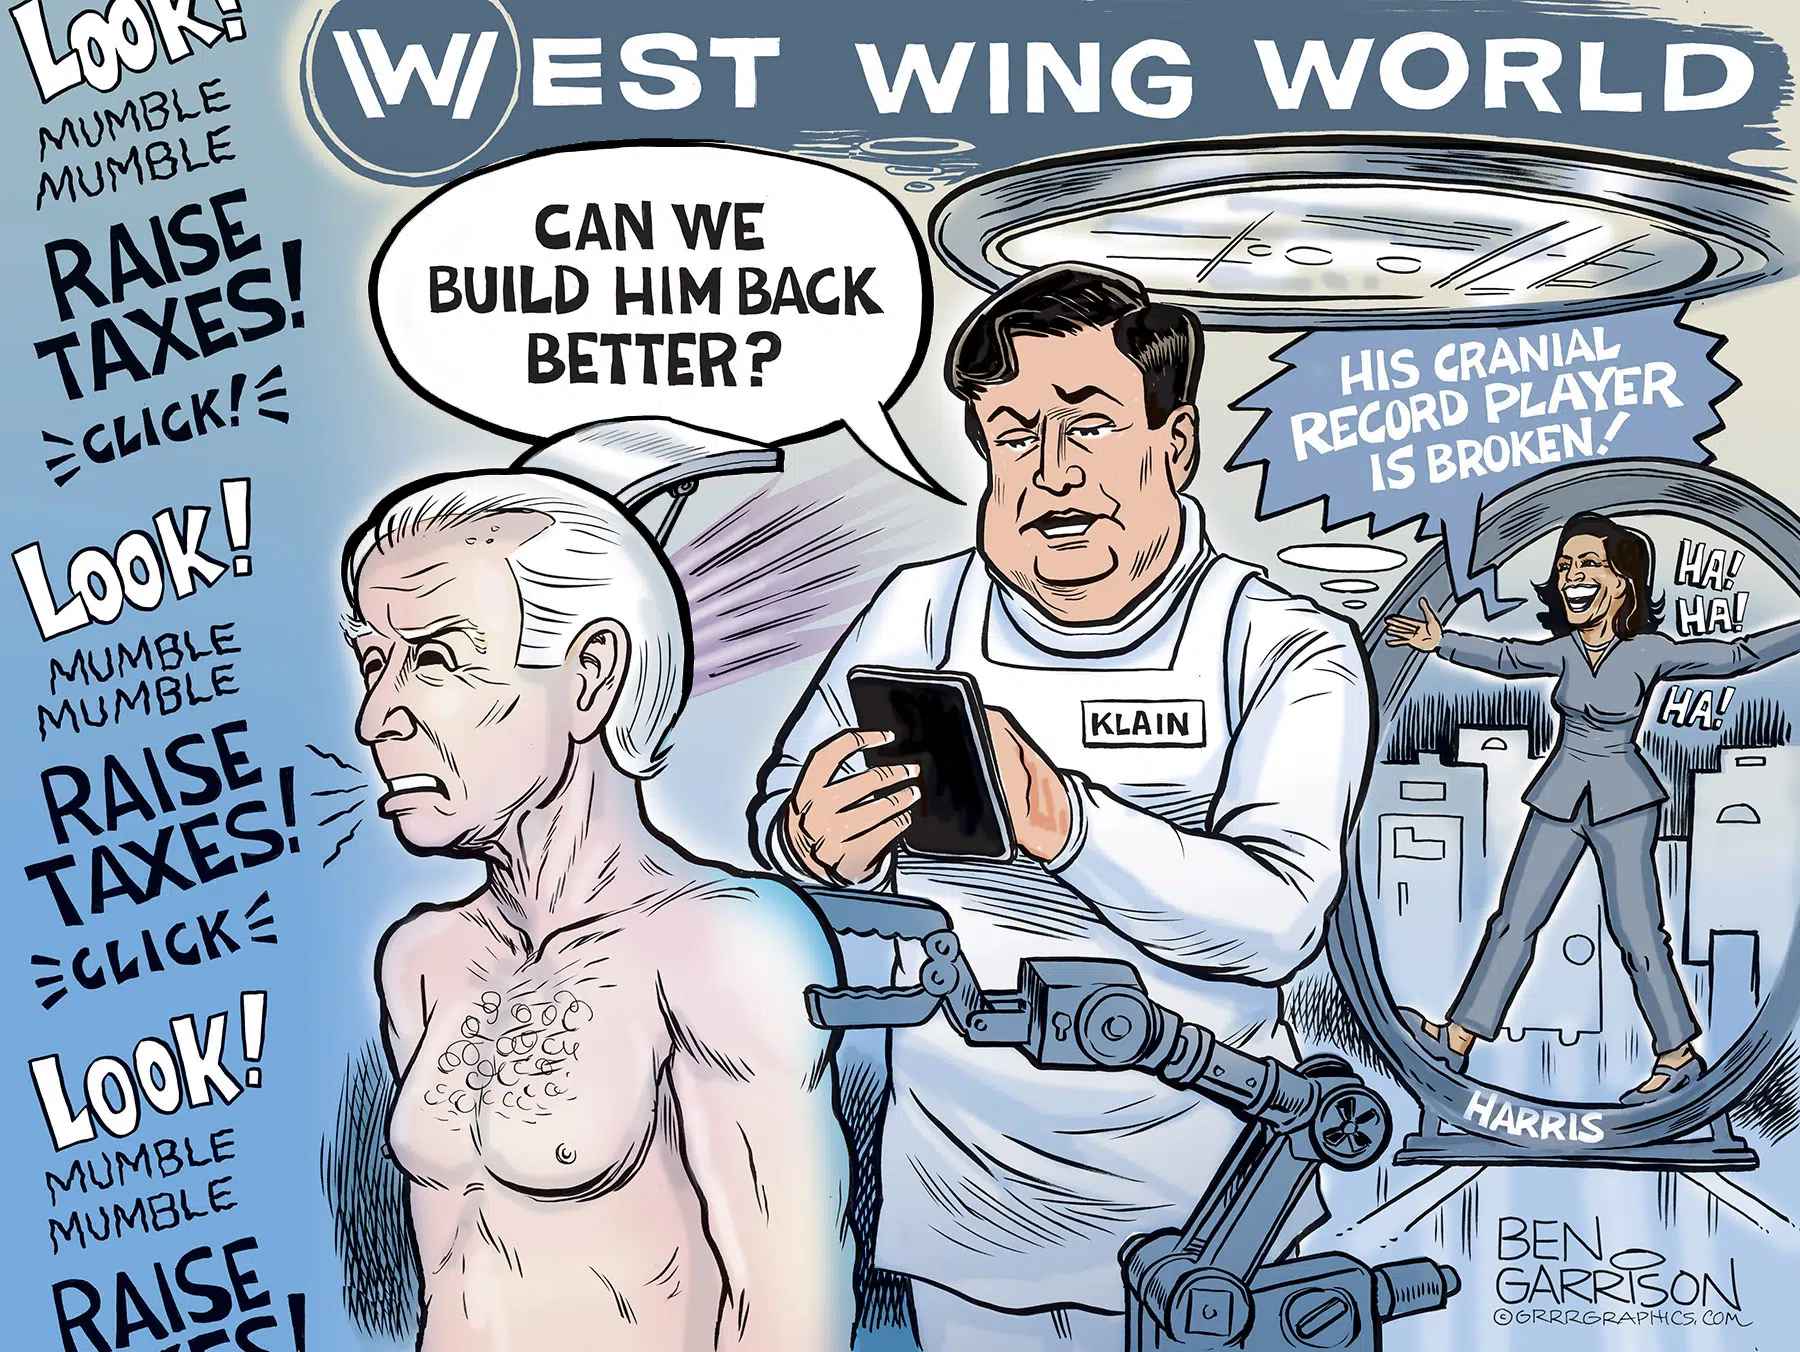 WEST WING WORLD
LOOK!
MUMBLE
MUMBLE
RAISE
TAXES!
CLICK!
LOOK!
MUMBLE
MUMBLE
RAISE
TAXES!
CLICK
LOOK!
MUMBLE
MUMBLE
RAISE
TAXES!
CAN WE
BUILD HIM BACK
BETTER?
HIS CRANIAL
RECORD PLAYER
IS BROKEN!
HA!
HA!
HA!
KLAIN
HARRIS
BEN
GARRISON
©GRRRGRAPHICS.COM